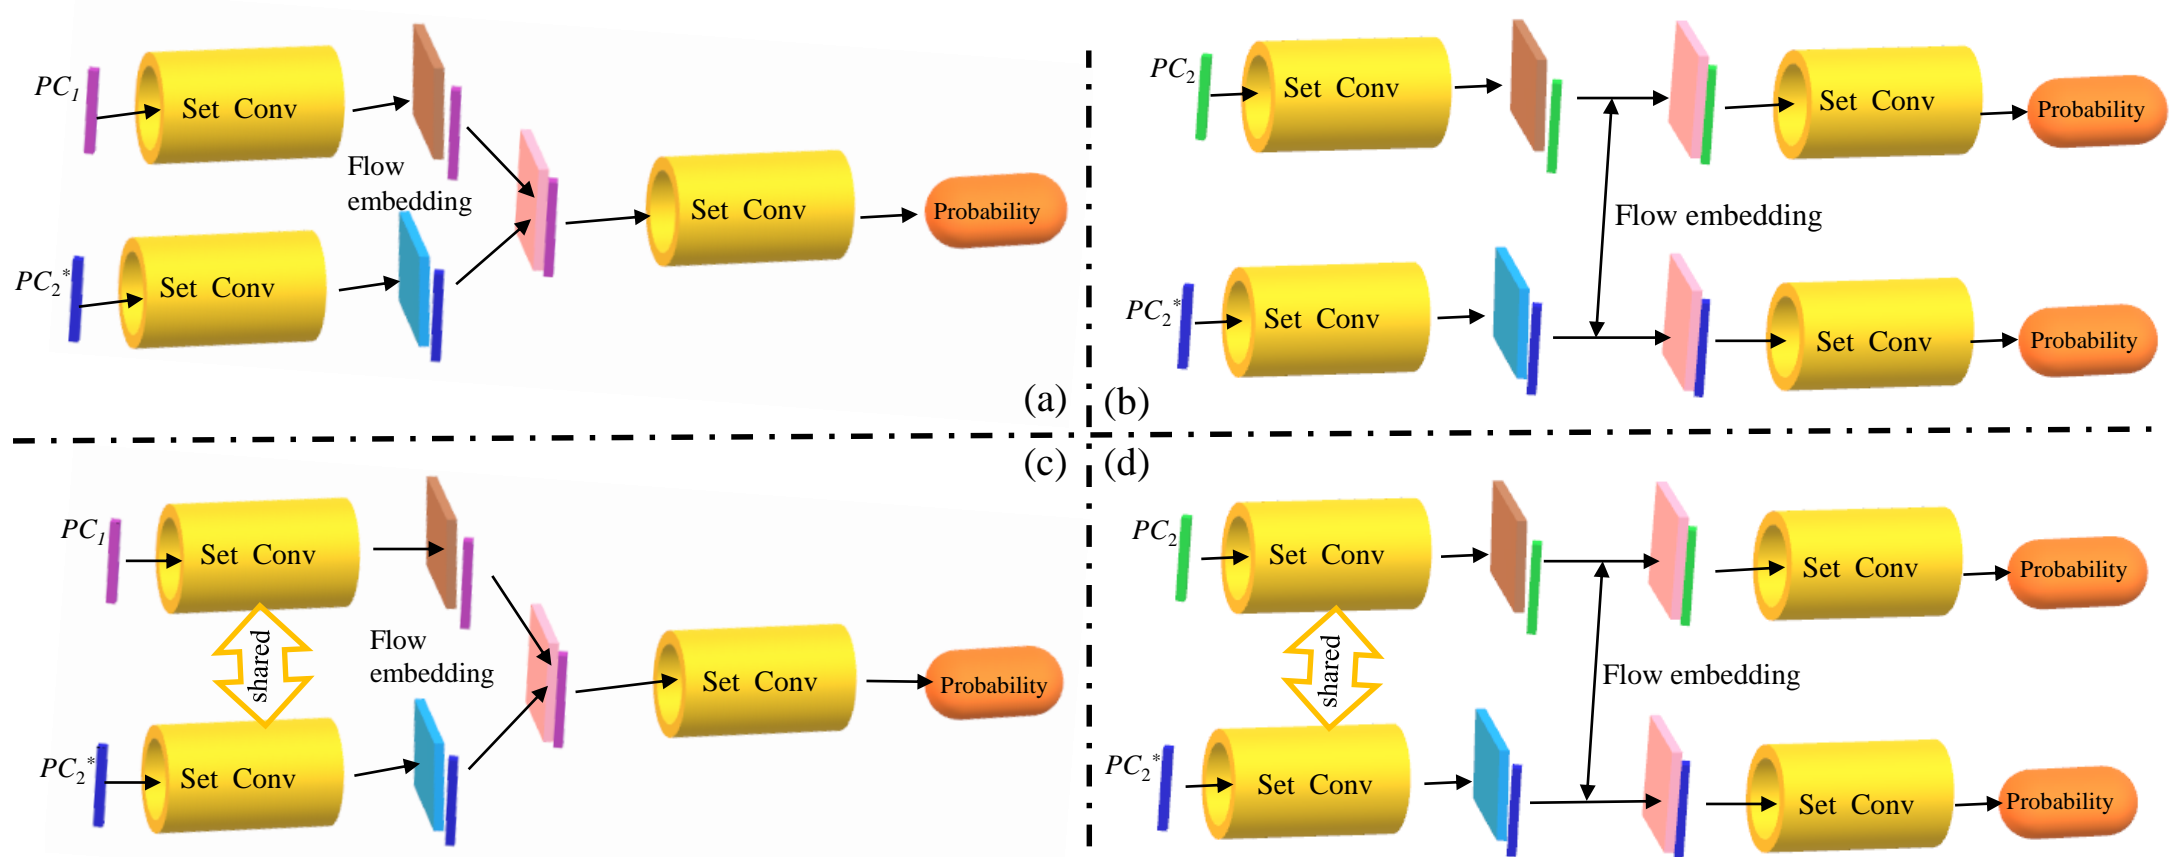 PC₁
Set Conv
Flow
embedding
PC₂*
Set Conv
Set Conv
Probability
(a)
PC₂
Set Conv
Set Conv
Probability
Flow embedding
PC₂*
Set Conv
Set Conv
Probability
(b)
(c)
PC₁
Set Conv
shared
Flow
embedding
PC₂*
Set Conv
Set Conv
Probability
(d)
PC₂
Set Conv
Set Conv
Probability
shared
Flow embedding
PC₂*
Set Conv
Set Conv
Probability